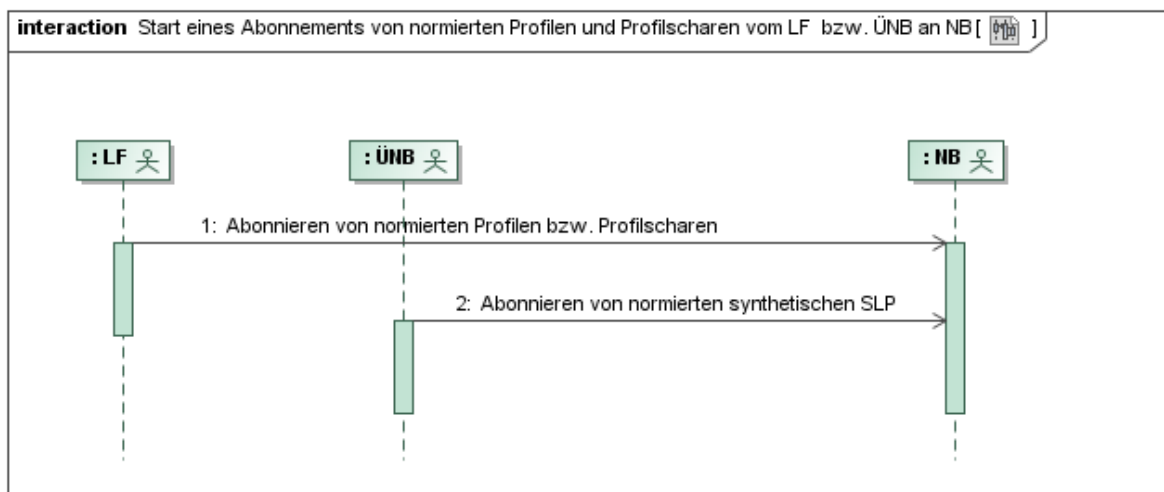 interaction Start eines Abonnements von normierten Profilen und Profilscharen vom LF bzw. ÜNB an NB[ ]
: LF
: ÜNB
: NB
1: Abonnieren von normierten Profilen bzw. Profilscharen
2: Abonnieren von normierten synthetischen SLP